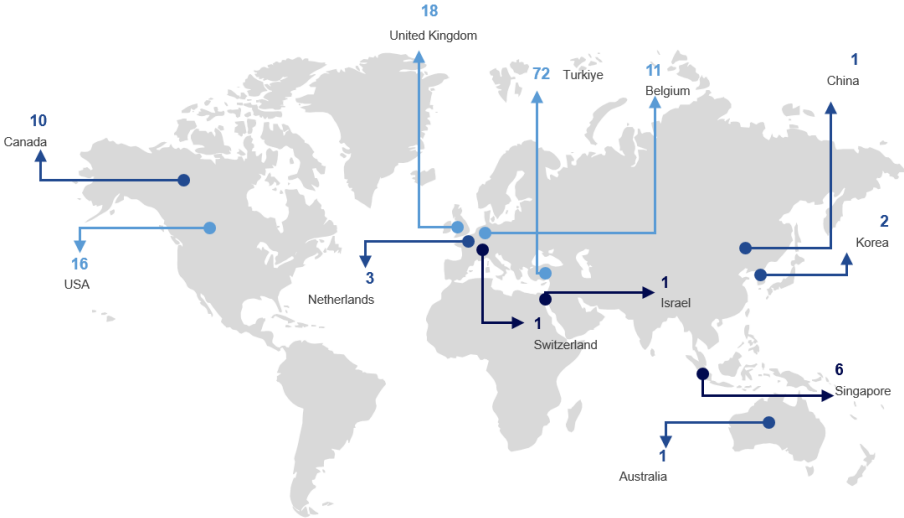 18
United Kingdom
72 Turkiye
11
Belgium
1
China
10
Canada
2
Korea
16
USA
3
Netherlands
1
Israel
1
Switzerland
6
Singapore
1
Australia